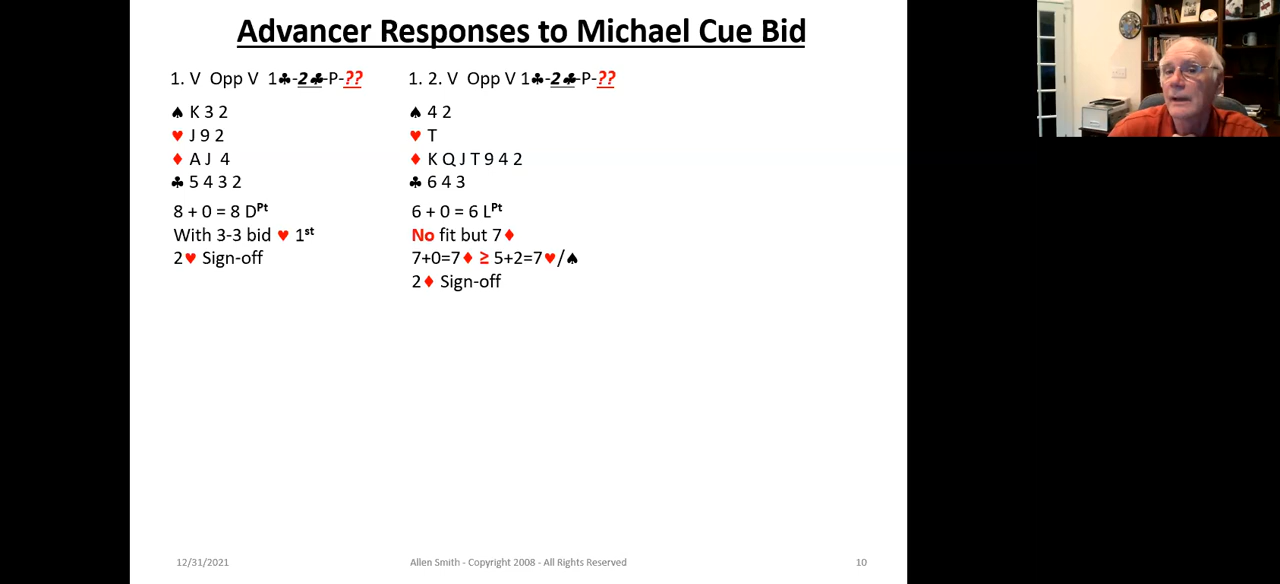 Advancer Responses to Michael Cue Bid
1. V Opp V 1♣-2♣-P-??
♠ K 3 2
♥ J 9 2
♦ A J 4
♣ 5 4 3 2
8 + 0 = 8 DPt
With 3-3 bid ♥ 1st
2♥ Sign-off
1. 2. V Opp V 1♣-2♣-P-??
♠ 4 2
♥ T
♦ K Q J T 9 4 2
♣ 6 4 3
6 + 0 = 6 LPt
No fit but 7♦
7+0=7♦ ≥ 5+2=7♥/♠
2♦ Sign-off
12/31/2021
Allen Smith - Copyright 2008 - All Rights Reserved
10